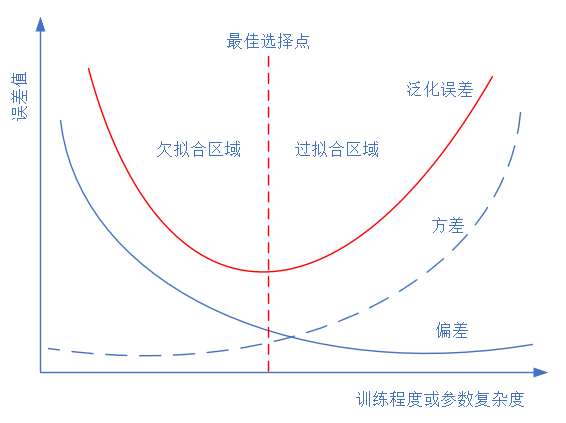 最佳选择点
误差值
泛化误差
欠拟合区域
过拟合区域
方差
偏差
训练程度或参数复杂度